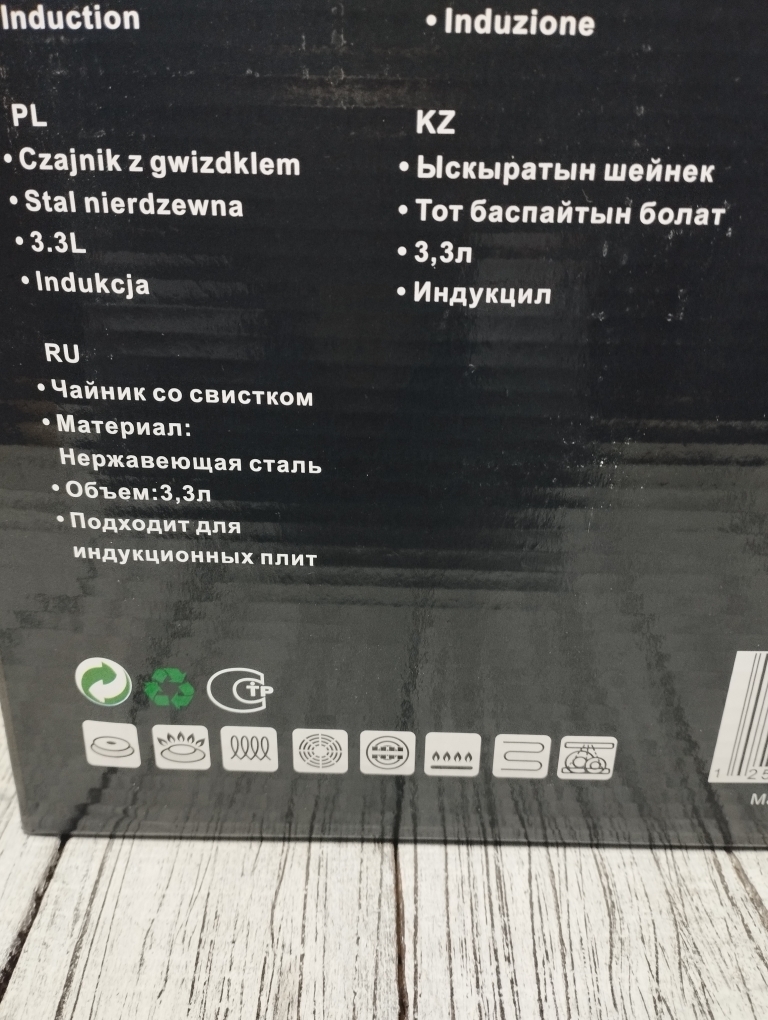 Induction
• Induzione
PL
• Czajnik z gwizdklem
• Stal nierdzewna
• 3.3L
• Indukcja
KZ
• Ыскыратын шейнек
• Тот баспайтын болат
• 3,3л
• Индукцил
RU
• Чайник со свистком
• Материал:
Нержавеющая сталь
• Объем:3,3л
• Подходит для
индукционных плит